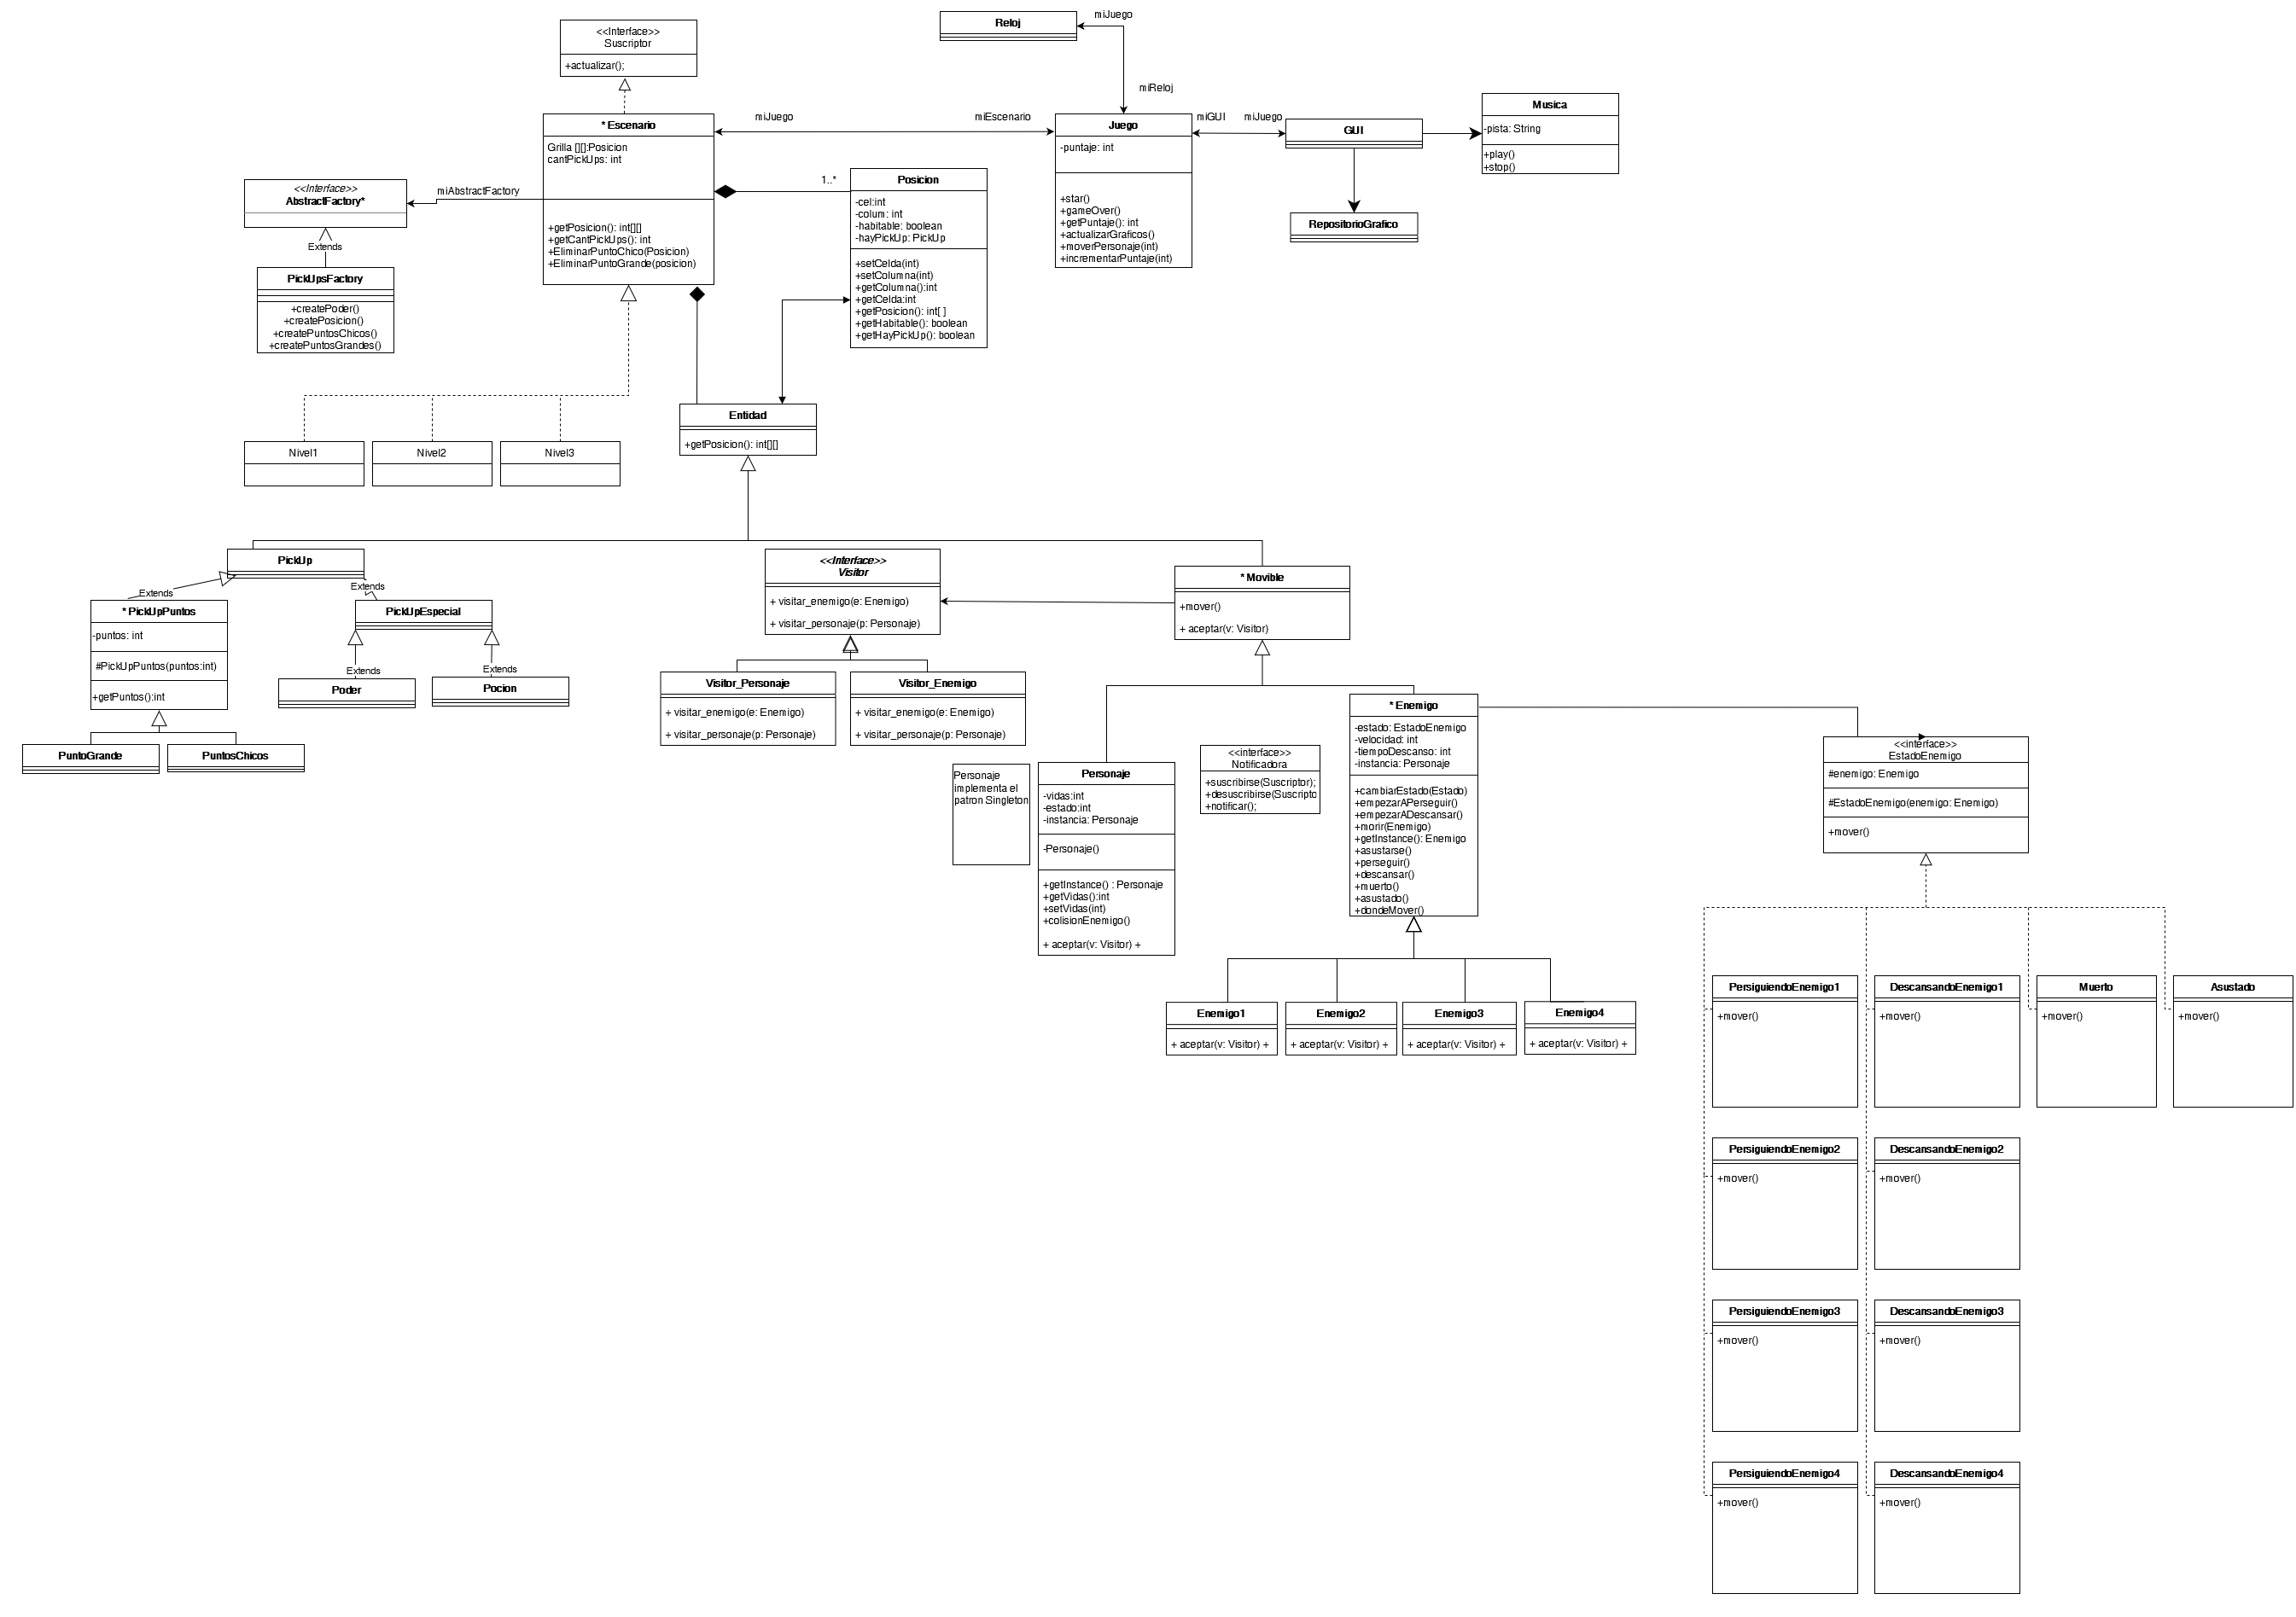 Reloj
miJuego
miReloj
<<Interface>>
Suscriptor
+actualizar();
* Escenario
Grilla [][]:Posicion
cantPickUps: int
+getPosicion(): int[][]
+getCantPickUps(): int
+EliminarPuntoChico(Posicion)
+EliminarPuntoGrande(posicion)
miJuego
miEscenario
Juego
-puntaje: int
+star()
+gameOver()
+getPuntaje(): int
+actualizarGraficos()
+moverPersonaje(int)
+incrementarPuntaje(int)
miGUI
miJuego
GUI
Musica
-pista: String
+play()
+stop()
RepositorioGrafico
<<Interface>>
AbstractFactory*
miAbstractFactory
Extends
PickUpsFactory
+createPoder()
+createPosicion()
+createPuntosChicos()
+createPuntosGrandes()
1..*
Posicion
-cel:int
-colum: int
-habitable: boolean
-hayPickUp: PickUp
+setCelda(int)
+setColumna(int)
+getColumna():int
+getCelda:int
+getPosicion(): int[ ]
+getHabitable(): boolean
+getHayPickUp(): boolean
Nivel1
Nivel2
Nivel3
Entidad
+getPosicion(): int[][]
PickUp
Extends
Extends
* PickUpPuntos
-puntos: int
#PickUpPuntos(puntos:int)
+getPuntos():int
PickUpEspecial
Extends
Extends
Poder
Pocion
PuntoGrande
PuntosChicos
<<Interface>>
Visitor
+ visitar_enemigo(e: Enemigo)
+ visitar_personaje(p: Personaje)
Visitor_Personaje
+ visitar_enemigo(e: Enemigo)
+ visitar_personaje(p: Personaje)
Visitor_Enemigo
+ visitar_enemigo(e: Enemigo)
+ visitar_personaje(p: Personaje)
* Movible
+mover()
+ aceptar(v: Visitor)
Personaje
implementa el
patron Singleton
Personaje
-vidas:int
-estado:int
-instancia: Personaje
-Personaje()
+getInstance() : Personaje
+getVidas():int
+setVidas(int)
+colisionEnemigo()
+ aceptar(v: Visitor) +
<<interface>>
Notificadora
+suscribirse(Suscriptor);
+desuscribirse(Suscripto
+notificar();
* Enemigo
-estado: EstadoEnemigo
-velocidad: int
-tiempoDescanso: int
-instancia: Personaje
+cambiarEstado(Estado)
+empezarAPerseguir()
+empezarADescansar()
+morir(Enemigo)
+getInstance(): Enemigo
+asustarse()
+perseguir()
+descansar()
+muerto()
+asustado()
+dondeMover()
Enemigo1
+ aceptar(v: Visitor) +
Enemigo2
+ aceptar(v: Visitor) +
Enemigo3
+ aceptar(v: Visitor) +
Enemigo4
+ aceptar(v: Visitor) +
<<interface>>
EstadoEnemigo
#enemigo: Enemigo
#EstadoEnemigo(enemigo: Enemigo)
+mover()
PersiguiendoEnemigo1
+mover()
DescansandoEnemigo1
+mover()
Muerto
+mover()
Asustado
+mover()
PersiguiendoEnemigo2
+mover()
DescansandoEnemigo2
+mover()
PersiguiendoEnemigo3
+mover()
DescansandoEnemigo3
+mover()
PersiguiendoEnemigo4
+mover()
DescansandoEnemigo4
+mover()